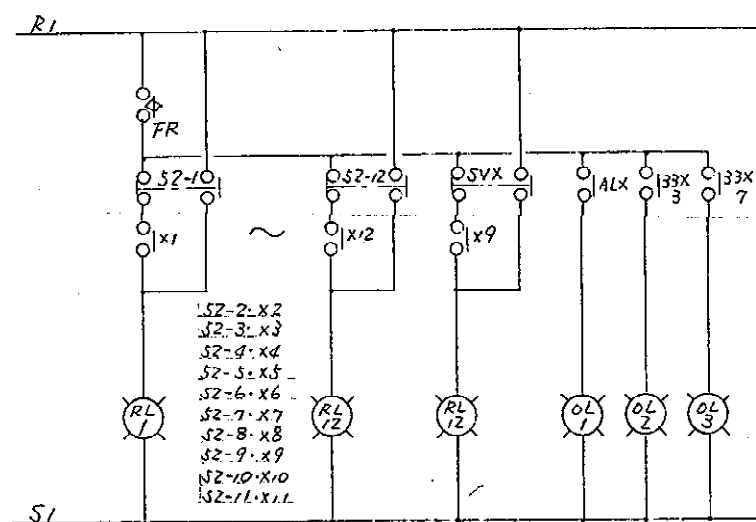 R1
FR
52-1
52-12
SVX
ALX
33X
3
33X
7
X1
~
X12
X9
52-2・X2
52-3・X3
52-4・X4
52-5・X5
52-6・X6
52-7・X7
52-8・X8
52-9・X9
52-10・X10
52-11・X11
RL
1
RL
12
RL
12
OL
1
OL
2
OL
3
S1